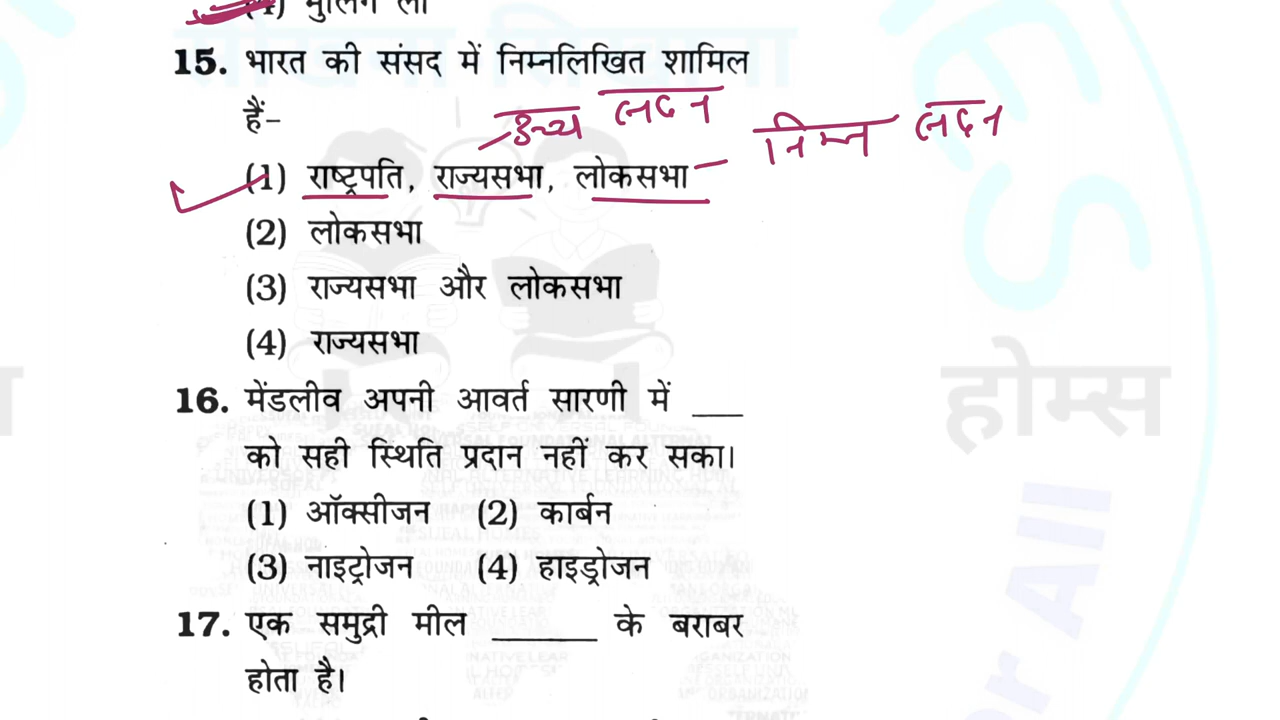 15. भारत की संसद में निम्नलिखित शामिल
हैं-
उच्च सदन
निम्न सदन
(1) राष्ट्रपति, राज्यसभा, लोकसभा
(2) लोकसभा
(3) राज्यसभा और लोकसभा
(4) राज्यसभा
16. मेंडलीव अपनी आवर्त सारणी में ___
को सही स्थिति प्रदान नहीं कर सका।
(1) ऑक्सीजन (2) कार्बन
(3) नाइट्रोजन (4) हाइड्रोजन
17. एक समुद्री मील ______ के बराबर
होता है।
होम्स
or All